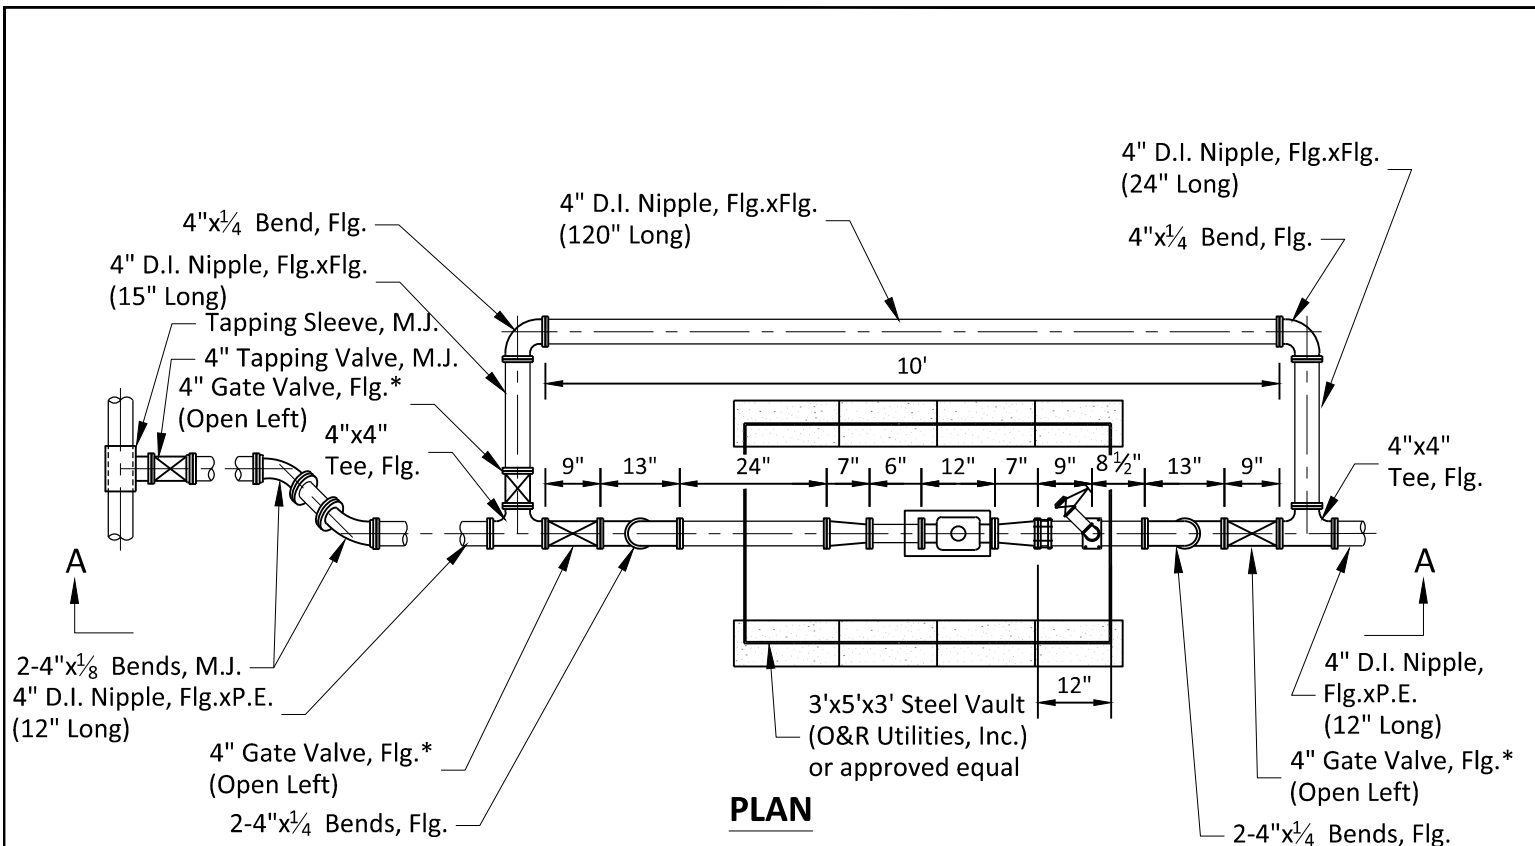 4" D.I. Nipple, Flg.xFlg.
(24" Long)
4" D.I. Nipple, Flg.xFlg.
(120" Long)
4"x¼ Bend, Flg.
4"x¼ Bend, Flg.
4" D.I. Nipple, Flg.xFlg.
(15" Long)
Tapping Sleeve, M.J.
4" Tapping Valve, M.J.
4" Gate Valve, Flg.*
(Open Left)
4"x4"
Tee, Flg.
10'
9" 13" 24" 7" 6" 12" 7" 9" 8 ½" 13" 9"
4"x4"
Tee, Flg.
A
A
2-4"x⅛ Bends, M.J.
4" D.I. Nipple, Flg.xP.E.
(12" Long)
4" Gate Valve, Flg.*
(Open Left)
2-4"x¼ Bends, Flg.
12"
3'x5'x3' Steel Vault
(O&R Utilities, Inc.)
or approved equal
4" D.I. Nipple,
Flg.xP.E.
(12" Long)
4" Gate Valve, Flg.*
(Open Left)
2-4"x¼ Bends, Flg.
PLAN